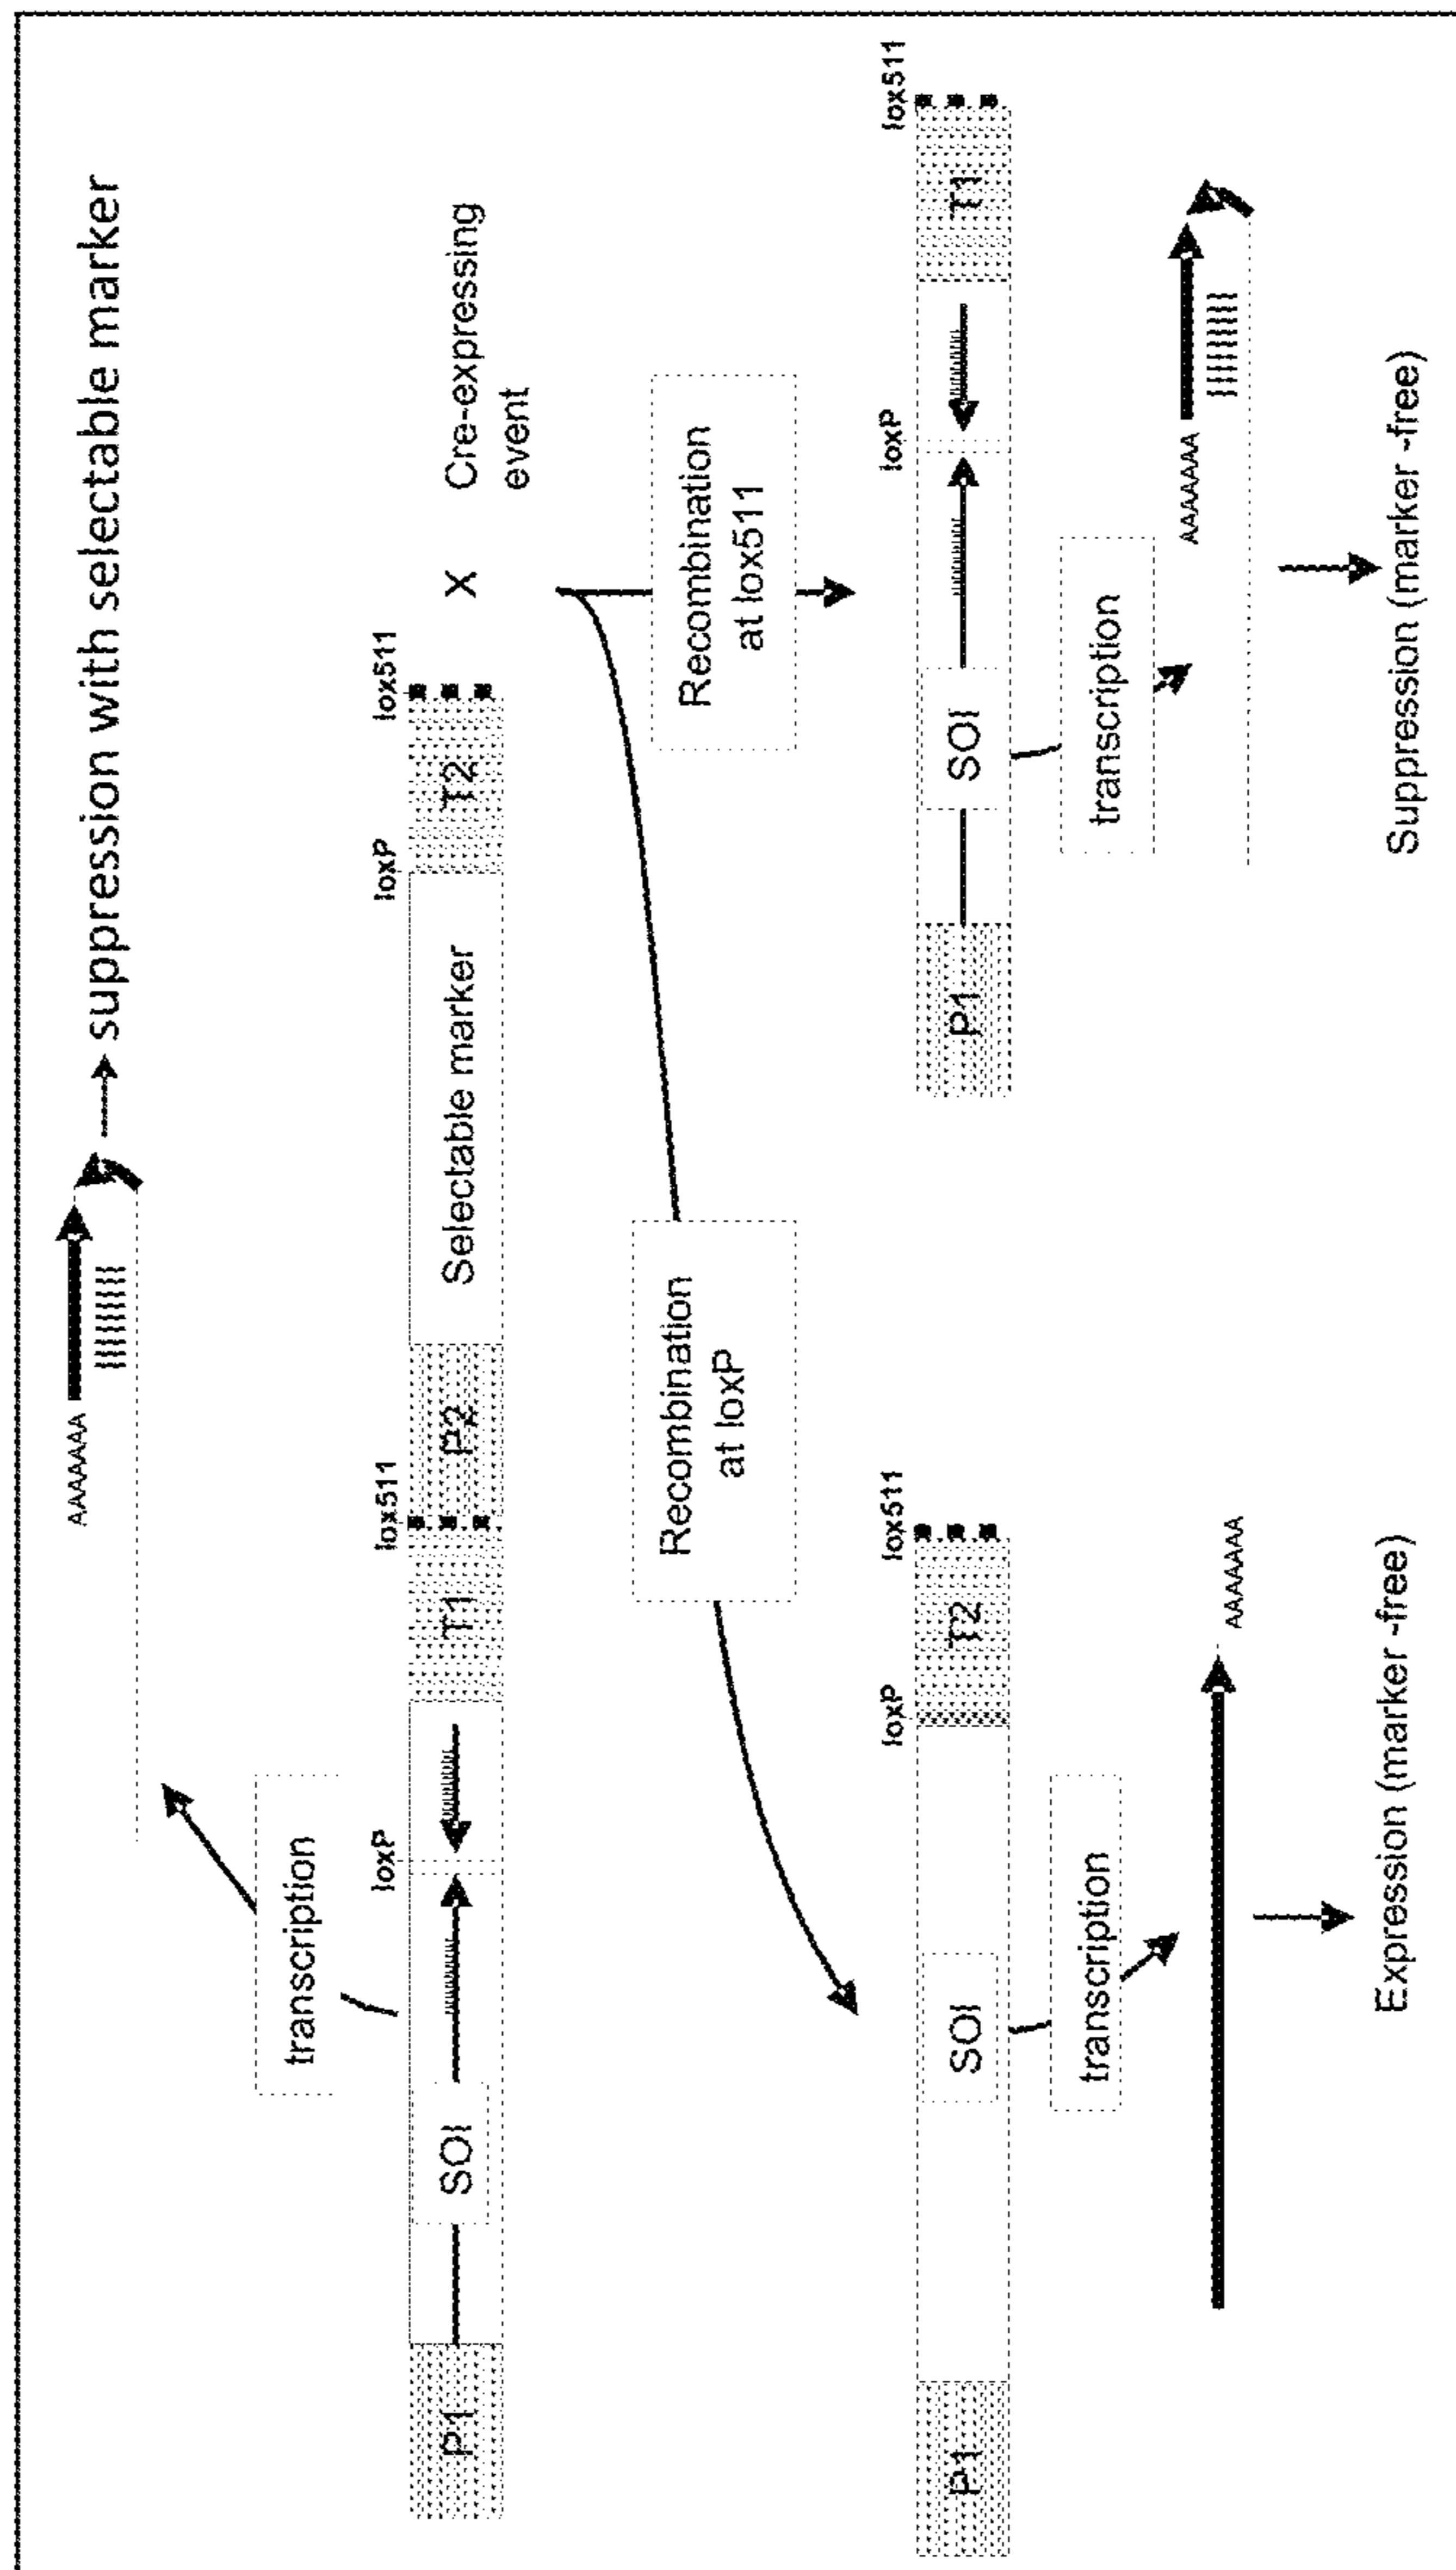 AAAAAAA
suppression with selectable marker
transcription
loxP
lox511
loxP
lox511
P1
SOI
T1
P2
Selectable marker
T2
X
Cre-expressing
event
Recombination
at loxP
Recombination
at lox511
loxP
lox511
P1
SOI
T2
transcription
AAAAAAA
Expression (marker -free)
loxP
lox511
P1
SOI
T1
transcription
AAAAAAA
Suppression (marker -free)